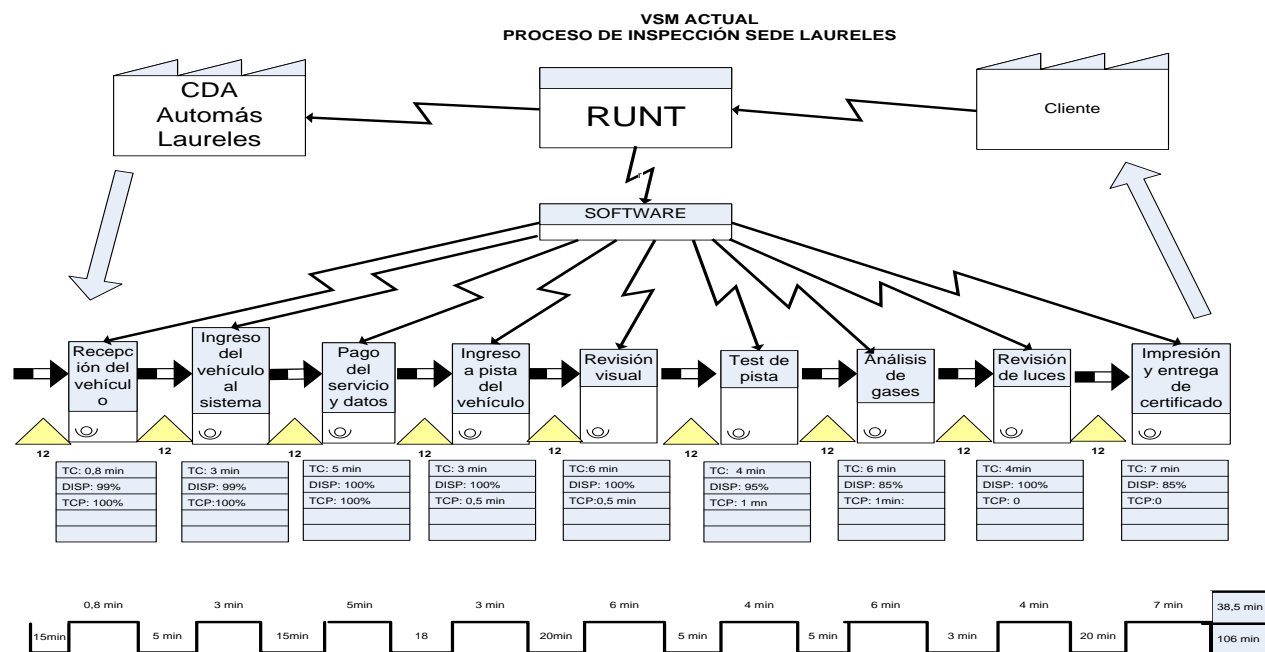 VSM ACTUAL
PROCESO DE INSPECCIÓN SEDE LAURELES
CDA
Automás
Laureles
RUNT
Cliente
SOFTWARE
Recepc
ión del
vehícul
o
Ingreso
del
vehículo
al
sistema
Pago
del
servicio
y datos
Ingreso
a pista
del
vehículo
Revisión
visual
Test de
pista
Análisis
de
gases
Revisión
de luces
Impresión
y entrega
de
certificado
12
12
12
12
12
12
12
12
12
TC: 0,8 min
DISP: 99%
TCP: 100%
TC: 3 min
DISP: 99%
TCP:100%
TC: 5 min
DISP: 100%
TCP: 100%
TC: 3 min
DISP: 100%
TCP: 0,5 min
TC:6 min
DISP: 100%
TCP:0,5 min
TC: 4 min
DISP: 95%
TCP: 1 mn
TC: 6 min
DISP: 85%
TCP: 1min:
TC: 4min
DISP: 100%
TCP: 0
TC: 7 min
DISP: 85%
TCP:0
0,8 min
3 min
5min
3 min
6 min
4 min
6 min
4 min
7 min
38,5 min
15min
5 min
15min
18
20min
5 min
5 min
3 min
20 min
106 min